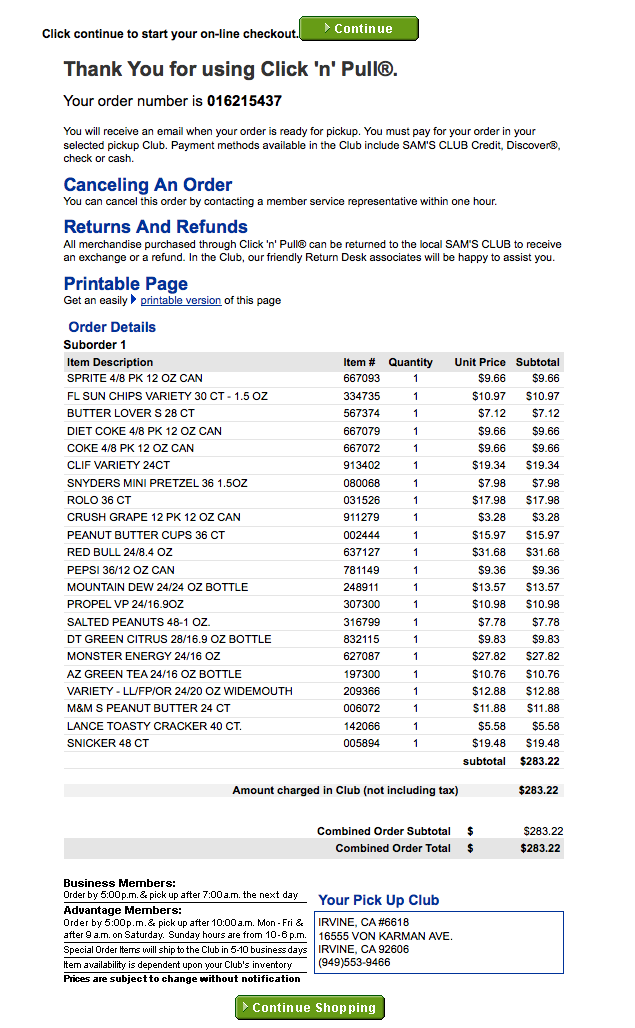 Click continue to start your on-line checkout. Continue
Thank You for using Click 'n' Pull®.
Your order number is 016215437
You will receive an email when your order is ready for pickup. You must pay for your order in your
selected pickup Club. Payment methods available in the Club include SAM'S CLUB Credit, Discover®,
check or cash.
Canceling An Order
You can cancel this order by contacting a member service representative within one hour.
Returns And Refunds
All merchandise purchased through Click 'n' Pull® can be returned to the local SAM'S CLUB to receive
an exchange or a refund. In the Club, our friendly Return Desk associates will be happy to assist you.
Printable Page
Get an easily printable version of this page
Order Details
Suborder 1
Item Description Item # Quantity Unit Price Subtotal
SPRITE 4/8 PK 12 OZ CAN 667093 1 $9.66 $9.66
FL SUN CHIPS VARIETY 30 CT - 1.5 OZ 334735 1 $10.97 $10.97
BUTTER LOVER S 28 CT 567374 1 $7.12 $7.12
DIET COKE 4/8 PK 12 OZ CAN 667079 1 $9.66 $9.66
COKE 4/8 PK 12 OZ CAN 667072 1 $9.66 $9.66
CLIF VARIETY 24CT 913402 1 $19.34 $19.34
SNYDERS MINI PRETZEL 36 1.5OZ 080068 1 $7.98 $7.98
ROLO 36 CT 031526 1 $17.98 $17.98
CRUSH GRAPE 12 PK 12 OZ CAN 911279 1 $3.28 $3.28
PEANUT BUTTER CUPS 36 CT 002444 1 $15.97 $15.97
RED BULL 24/8.4 OZ 637127 1 $31.68 $31.68
PEPSI 36/12 OZ CAN 781149 1 $9.36 $9.36
MOUNTAIN DEW 24/24 OZ BOTTLE 248911 1 $13.57 $13.57
PROPEL VP 24/16.9OZ 307300 1 $10.98 $10.98
SALTED PEANUTS 48-1 OZ. 316799 1 $7.78 $7.78
DT GREEN CITRUS 28/16.9 OZ BOTTLE 832115 1 $9.83 $9.83
MONSTER ENERGY 24/16 OZ 627087 1 $27.82 $27.82
AZ GREEN TEA 24/16 OZ BOTTLE 197300 1 $10.76 $10.76
VARIETY - LL/FP/OR 24/20 OZ WIDEMOUTH 209366 1 $12.88 $12.88
M&M S PEANUT BUTTER 24 CT 006072 1 $11.88 $11.88
LANCE TOASTY CRACKER 40 CT. 142066 1 $5.58 $5.58
SNICKER 48 CT 005894 1 $19.48 $19.48
subtotal $283.22
Amount charged in Club (not including tax) $283.22
Combined Order Subtotal $ $283.22
Combined Order Total $ $283.22
Business Members:
Order by 5:00p.m. & pick up after 7:00a.m. the next day
Advantage Members:
Order by 5:00p.m. & pick up after 10:00a.m. Mon - Fri &
after 9 a.m. on Saturday. Sunday hours are from 10-6 p.m.
Special Order Items will ship to the Club in 5-10 business days
Item availability is dependent upon your Club's inventory
Prices are subject to change without notification
Your Pick Up Club
IRVINE, CA #6618
16555 VON KARMAN AVE.
IRVINE, CA 92606
(949)553-9466
Continue Shopping